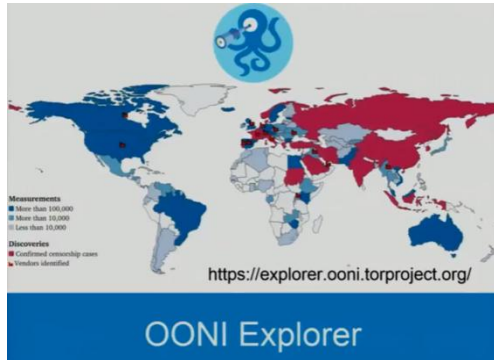 Measurements
More than 100,000
More than 10,000
Less than 10,000
Discoveries
Confirmed censorship cases
Vendors identified
https://explorer.ooni.torproject.org/
OONI Explorer